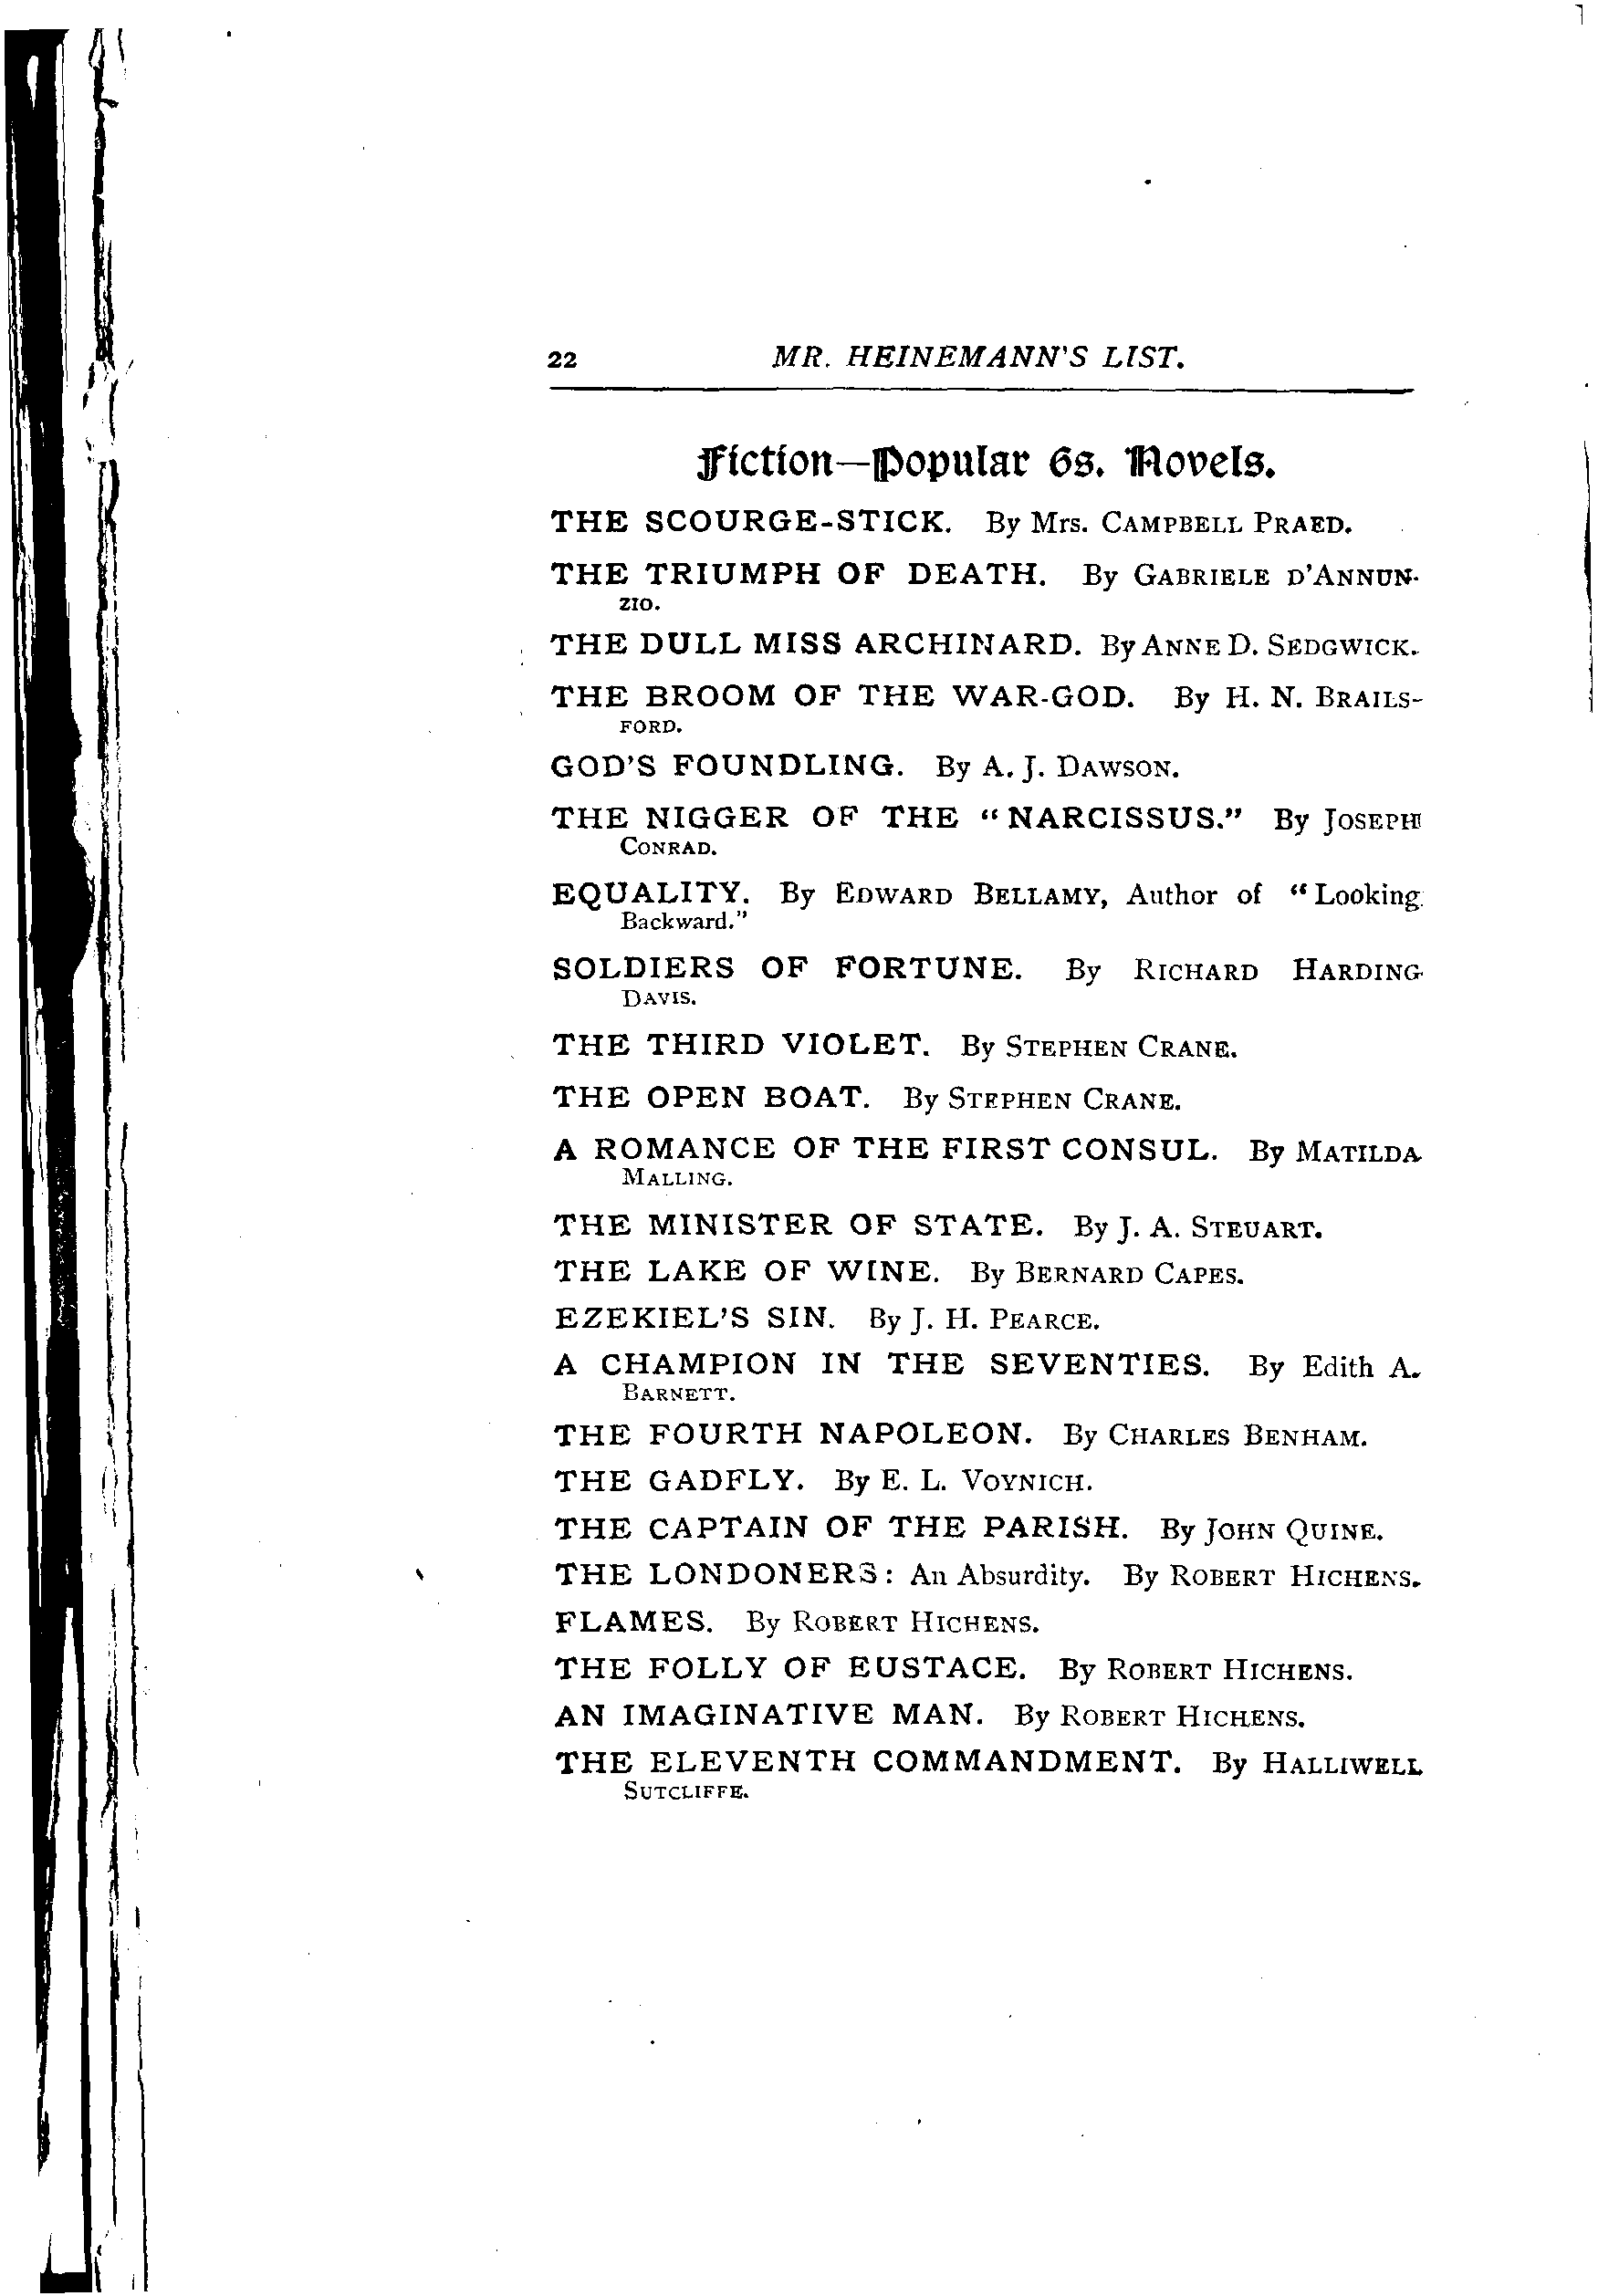 22 MR. HEINEMANN'S LIST.
Fiction—Popular 6s. Novels.
THE SCOURGE-STICK. By Mrs. CAMPBELL PRAED.
THE TRIUMPH OF DEATH. By GABRIELE D'ANNUN-
ZIO.
THE DULL MISS ARCHINARD. By ANNE D. SEDGWICK.
THE BROOM OF THE WAR-GOD. By H. N. BRAILS-
FORD.
GOD'S FOUNDLING. By A. J. DAWSON.
THE NIGGER OF THE "NARCISSUS." By JOSEPH
CONRAD.
EQUALITY. By EDWARD BELLAMY, Author of "Looking
Backward."
SOLDIERS OF FORTUNE. By RICHARD HARDING
DAVIS.
THE THIRD VIOLET. By STEPHEN CRANE.
THE OPEN BOAT. By STEPHEN CRANE.
A ROMANCE OF THE FIRST CONSUL. By MATILDA
MALLING.
THE MINISTER OF STATE. By J. A. STEUART.
THE LAKE OF WINE. By BERNARD CAPES.
EZEKIEL'S SIN. By J. H. PEARCE.
A CHAMPION IN THE SEVENTIES. By Edith A.
BARNETT.
THE FOURTH NAPOLEON. By CHARLES BENHAM.
THE GADFLY. By E. L. VOYNICH.
THE CAPTAIN OF THE PARISH. By JOHN QUINE.
THE LONDONERS: An Absurdity. By ROBERT HICHENS.
FLAMES. By ROBERT HICHENS.
THE FOLLY OF EUSTACE. By ROBERT HICHENS.
AN IMAGINATIVE MAN. By ROBERT HICHENS.
THE ELEVENTH COMMANDMENT. By HALLIWELL
SUTCLIFFE.